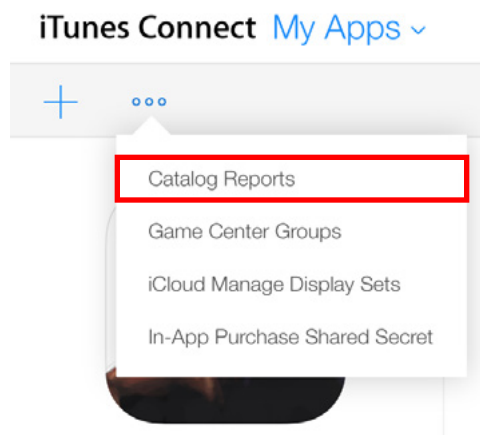 iTunes Connect My Apps
Catalog Reports
Game Center Groups
iCloud Manage Display Sets
In-App Purchase Shared Secret